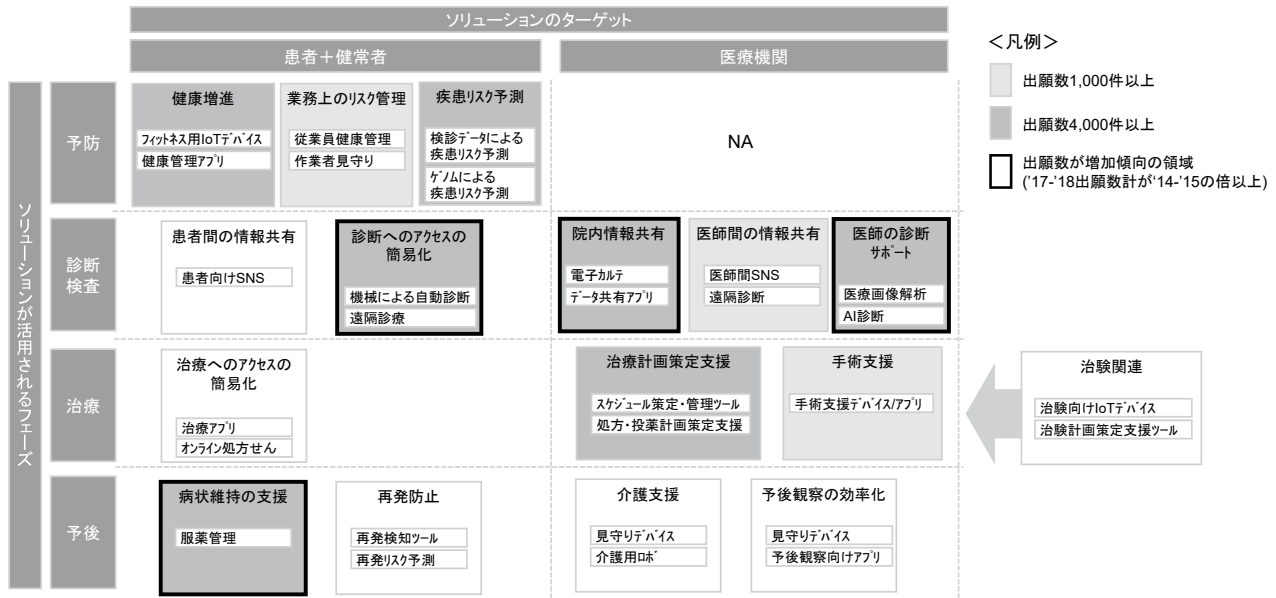 ソリューションのターゲット
患者＋健常者
医療機関
＜凡例＞
出願数1,000件以上
出願数4,000件以上
出願数が増加傾向の領域
('17-'18出願数計が'14-'15の倍以上)
ソリューションが活用されるフェーズ
予防
健康増進
フィットネス用IoTデバイス
健康管理アプリ
業務上のリスク管理
従業員健康管理
作業者見守り
疾患リスク予測
検診データによる
疾患リスク予測
ゲノムによる
疾患リスク予測
NA
診断
検査
患者間の情報共有
患者向けSNS
診断へのアクセスの
簡易化
機械による自動診断
遠隔診療
院内情報共有
電子カルテ
データ共有アプリ
医師間の情報共有
医師間SNS
遠隔診断
医師の診断
サポート
医療画像解析
AI診断
治療
治療へのアクセスの
簡易化
治療アプリ
オンライン処方せん
治療計画策定支援
スケジュール策定・管理ツール
処方・投薬計画策定支援
手術支援
手術支援デバイス/アプリ
治験関連
治験向けIoTデバイス
治験計画策定支援ツール
予後
病状維持の支援
服薬管理
再発防止
再発検知ツール
再発リスク予測
介護支援
見守りデバイス
介護用ロボ
予後観察の効率化
見守りデバイス
予後観察向けアプリ